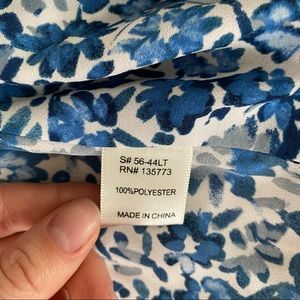 S# 56-44LT
RN# 135773
100%POLYESTER
MADE IN CHINA